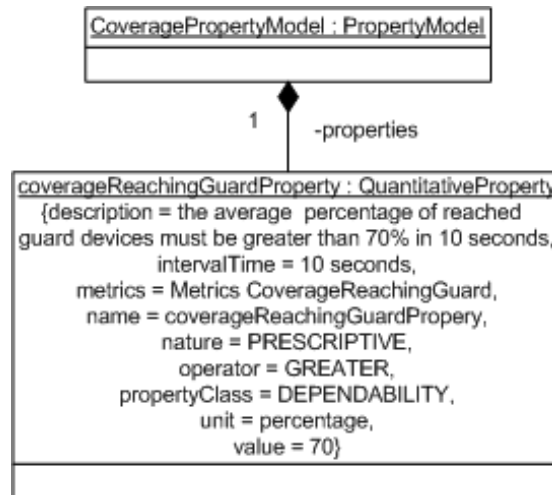 CoveragePropertyModel : PropertyModel
1
-properties
coverageReachingGuardProperty : QuantitativeProperty
{description = the average percentage of reached
guard devices must be greater than 70% in 10 seconds,
intervalTime = 10 seconds,
metrics = Metrics CoverageReachingGuard,
name = coverageReachingGuardPropery,
nature = PRESCRIPTIVE,
operator = GREATER,
propertyClass = DEPENDABILITY,
unit = percentage,
value = 70}